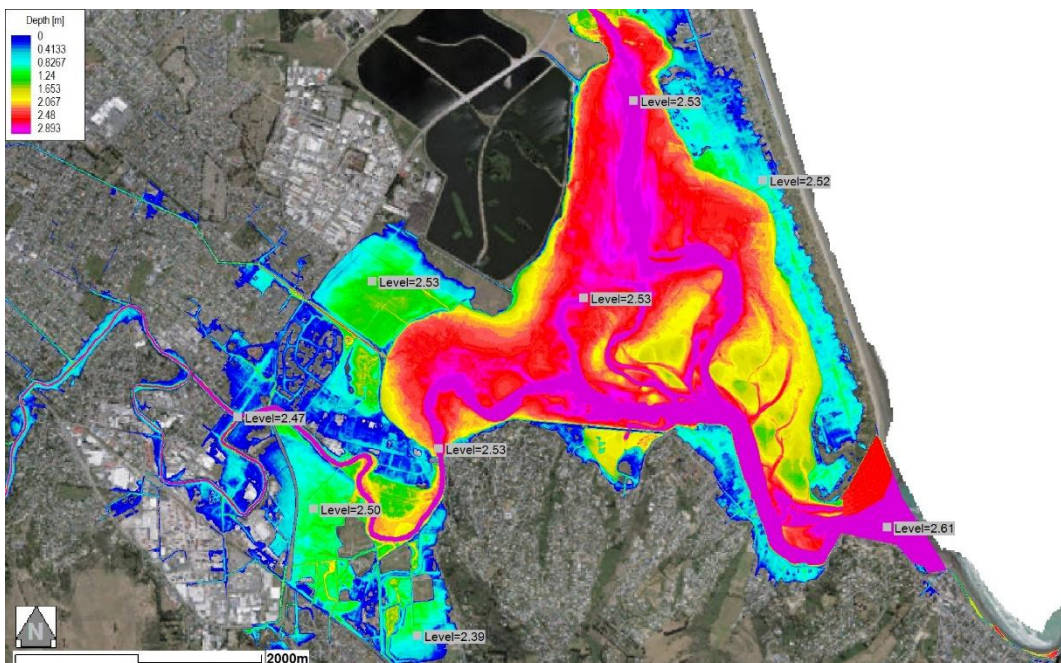 Depth [m]
0
0.4133
0.8267
1.24
1.653
2.067
2.48
2.893
Level=2.53
Level=2.52
Level=2.53
Level=2.53
Level=2.47
Level=2.53
Level=2.50
Level=2.61
Level=2.39
N
2000m